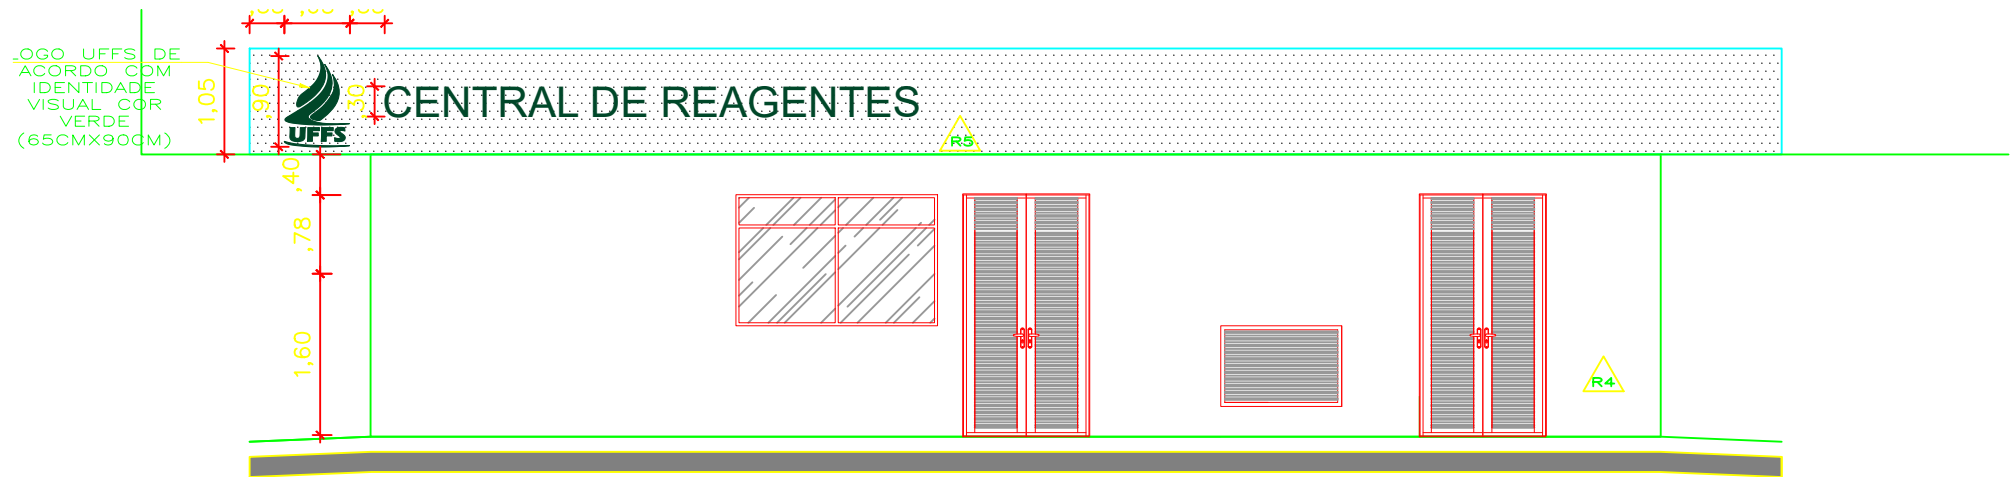 OGO UFFS DE
ACORDO COM
IDENTIDADE
VISUAL COR
VERDE
(65CMX90CM)
1,05
,90
UFFS
,30
CENTRAL DE REAGENTES
R5
,40
,78
1,60
R4